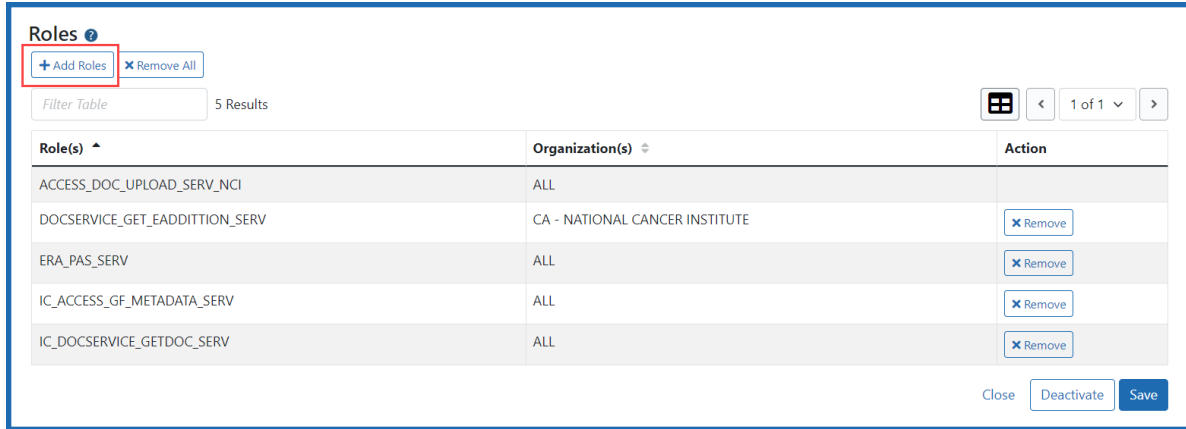 Roles ?
+ Add Roles × Remove All
Filter Table 5 Results 1 of 1
Role(s) Organization(s) Action
ACCESS_DOC_UPLOAD_SERV_NCI ALL
DOCSERVICE_GET_EADDITTION_SERV CA - NATIONAL CANCER INSTITUTE × Remove
ERA_PAS_SERV ALL × Remove
IC_ACCESS_GF_METADATA_SERV ALL × Remove
IC_DOCSERVICE_GETDOC_SERV ALL × Remove
Close Deactivate Save